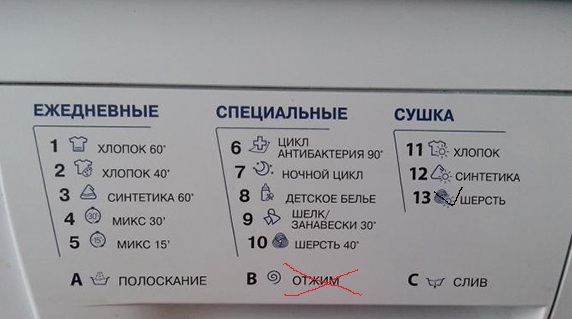 ЕЖЕДНЕВНЫЕ
1 ХЛОПОК 60°
2 ХЛОПОК 40°
3 СИНТЕТИКА 60°
4 30' МИКС 30'
5 15' МИКС 15'
СПЕЦИАЛЬНЫЕ
6 ЦИКЛ
АНТИБАКТЕРИЯ 90°
7 НОЧНОЙ ЦИКЛ
8 ДЕТСКОЕ БЕЛЬЕ
9 ШЕЛК/
ЗАНАВЕСКИ 30°
10 ШЕРСТЬ 40°
СУШКА
11 ХЛОПОК
12 СИНТЕТИКА
13 ШЕРСТЬ
A ПОЛОСКАНИЕ
B ОТЖИМ
C СЛИВ